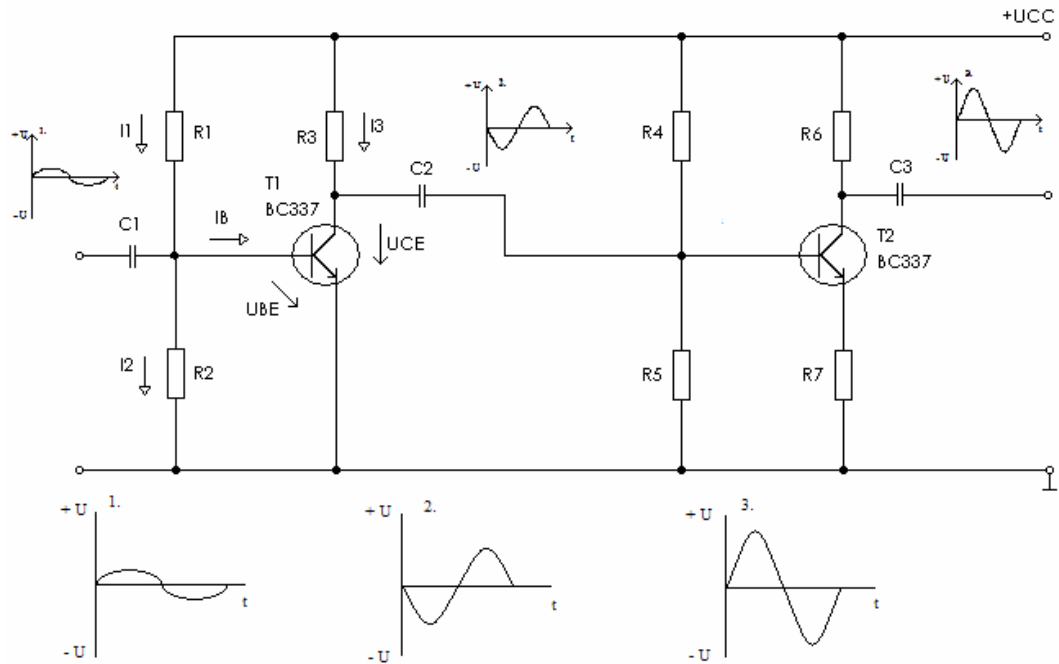 +UCC
+U 2.
+U
I1
R1
R3
I3
R4
R6
t
t
+U 1.
-U
-U
C2
C3
T1
BC337
-U
C1
IB
UCE
T2
BC337
UBE
I2
R2
R5
R7
+U 1.
+U 2.
+U 3.
t
t
t
-U
-U
-U